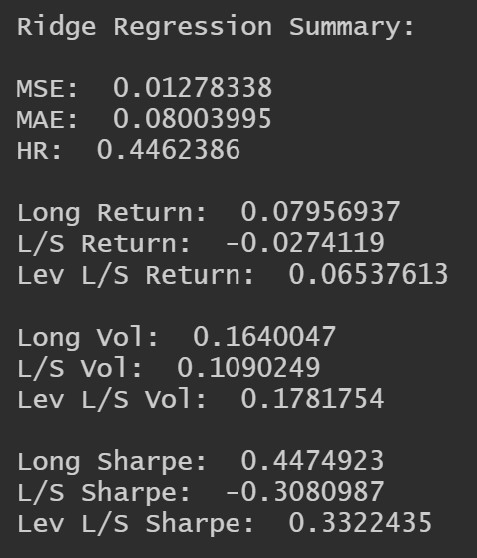 Ridge Regression Summary:
MSE:  0.01278338
MAE:  0.08003995
HR:  0.4462386
Long Return:  0.07956937
L/S Return:  -0.0274119
Lev L/S Return:  0.06537613
Long Vol:  0.1640047
L/S Vol:  0.1090249
Lev L/S Vol:  0.1781754
Long Sharpe:  0.4474923
L/S Sharpe:  -0.3080987
Lev L/S Sharpe:  0.3322435